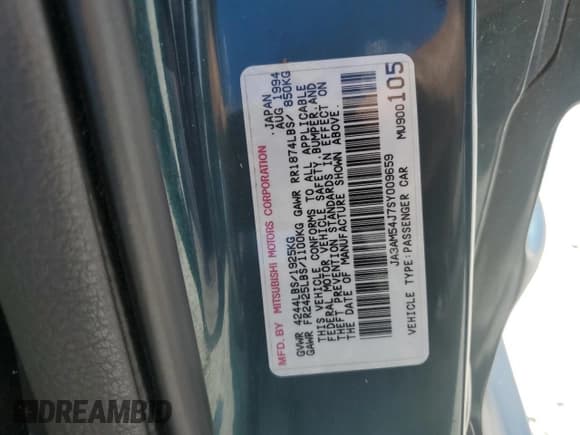 MFD. BY MITSUBISHI MOTORS CORPORATION
.JAPAN
AUG 1994
GVWR 4244LBS/1925KG
GAWR FR2425LBS/1100KG GAWR RR1874LBS/ 850KG
THIS VEHICLE CONFORMS TO ALL APPLICABLE
FEDERAL MOTOR VEHICLE SAFETY,BUMPER,AND
THEFT PREVENTION STANDARDS IN EFFECT ON
THE DATE OF MANUFACTURE SHOWN ABOVE.
JA3AM54J7SY009659
VEHICLE TYPE:PASSENGER CAR
MU900105
DREAMBID